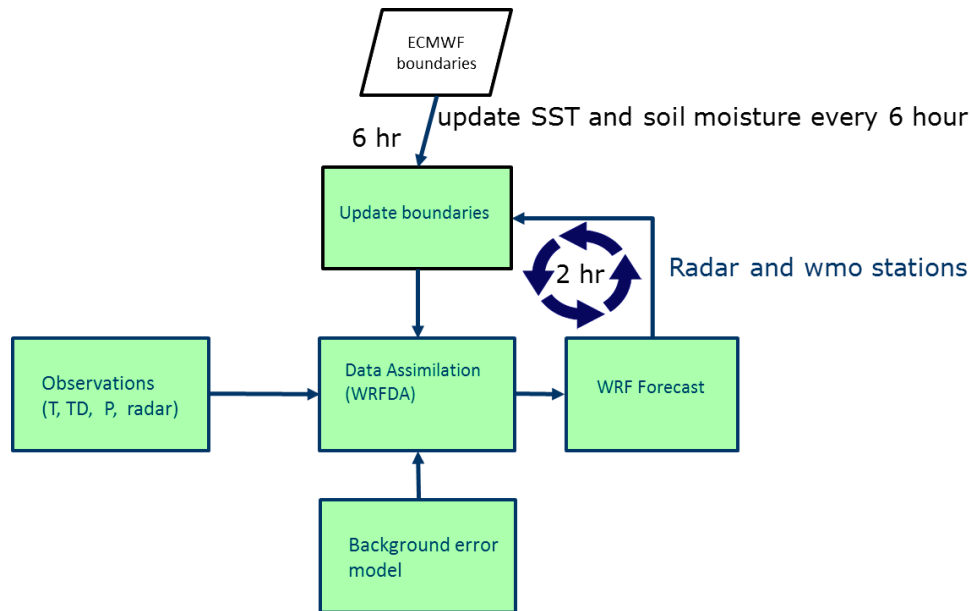 ECMWF
boundaries
update SST and soil moisture every 6 hour
6 hr
Update boundaries
2 hr
Radar and wmo stations
Observations
(T, TD, P, radar)
Data Assimilation
(WRFDA)
WRF Forecast
Background error
model